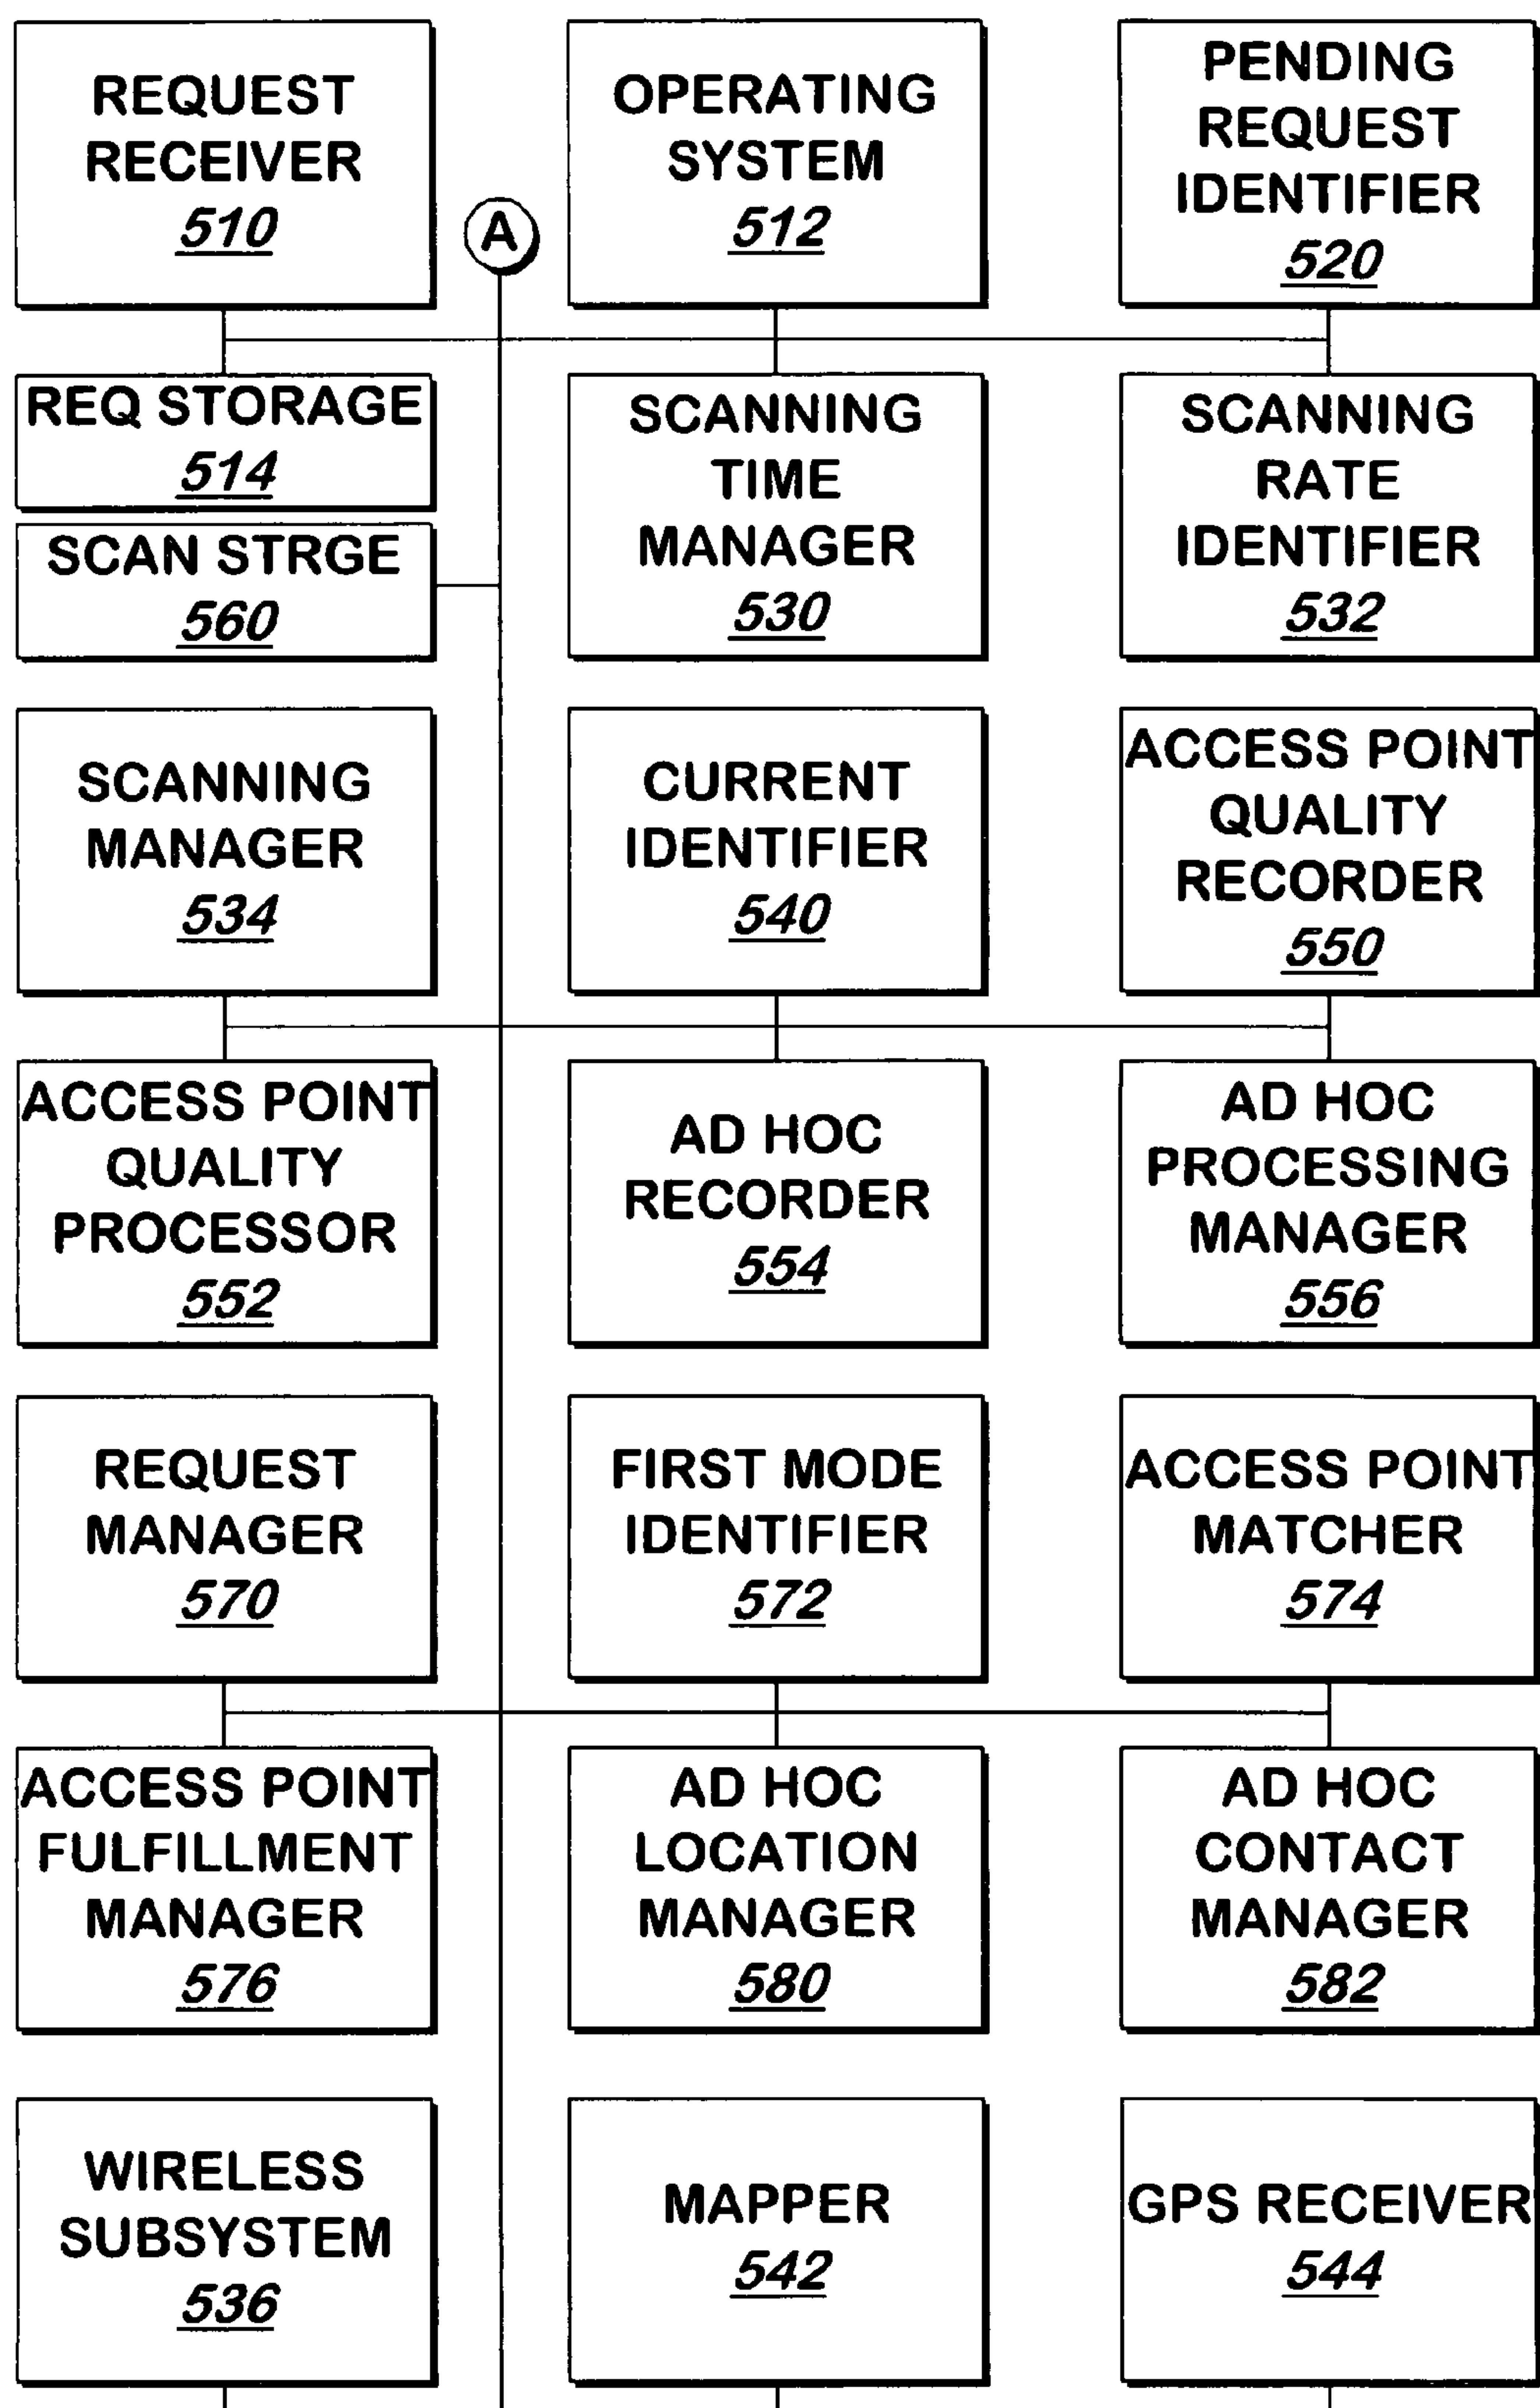 REQUEST
RECEIVER
510
A
OPERATING
SYSTEM
512
PENDING
REQUEST
IDENTIFIER
520
REQ STORAGE
514
SCAN STRGE
560
SCANNING
TIME
MANAGER
530
SCANNING
RATE
IDENTIFIER
532
SCANNING
MANAGER
534
CURRENT
IDENTIFIER
540
ACCESS POINT
QUALITY
RECORDER
550
ACCESS POINT
QUALITY
PROCESSOR
552
AD HOC
RECORDER
554
AD HOC
PROCESSING
MANAGER
556
REQUEST
MANAGER
570
FIRST MODE
IDENTIFIER
572
ACCESS POINT
MATCHER
574
ACCESS POINT
FULFILLMENT
MANAGER
576
AD HOC
LOCATION
MANAGER
580
AD HOC
CONTACT
MANAGER
582
WIRELESS
SUBSYSTEM
536
MAPPER
542
GPS RECEIVER
544